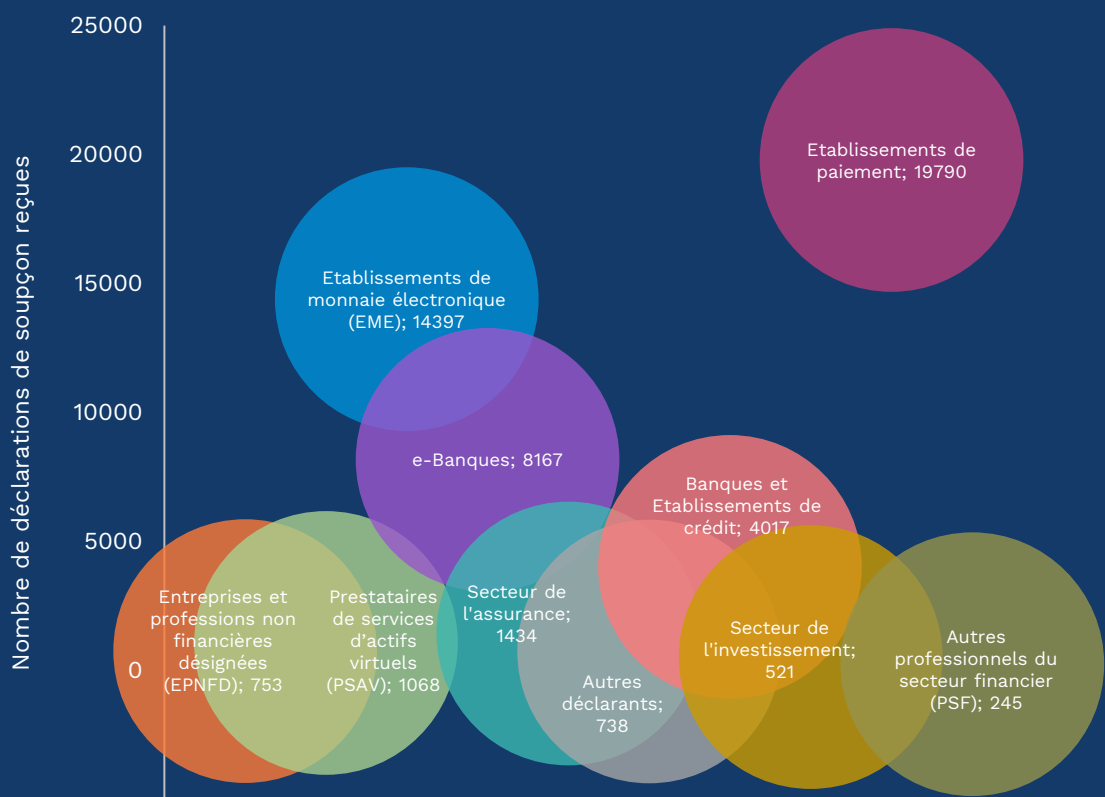 Nombre de déclarations de soupçon reçues
25000
20000
15000
10000
5000
0
Etablissements de
paiement; 19790
Etablissements de
monnaie électronique
(EME); 14397
e-Banques; 8167
Banques et
Etablissements de
crédit; 4017
Entreprises et
professions non
financières
désignées
(EPNFD); 753
Prestataires
de services
d’actifs
virtuels
(PSAV); 1068
Secteur de
l'assurance;
1434
Autres
déclarants;
738
Secteur de
l'investissement;
521
Autres
professionnels du
secteur financier
(PSF); 245